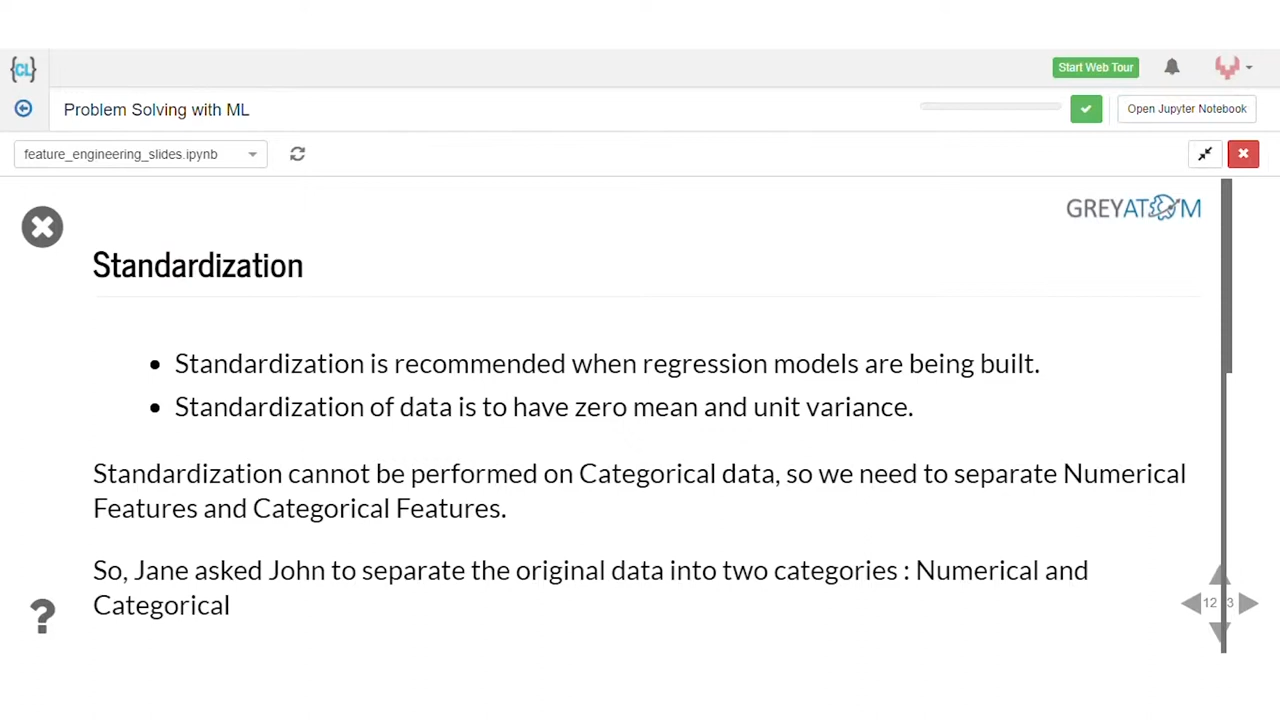 {CL}
Start Web Tour
Problem Solving with ML
Open Jupyter Notebook
feature_engineering_slides.ipynb
GREYATOM
Standardization
• Standardization is recommended when regression models are being built.
• Standardization of data is to have zero mean and unit variance.
Standardization cannot be performed on Categorical data, so we need to separate Numerical
Features and Categorical Features.
So, Jane asked John to separate the original data into two categories : Numerical and
Categorical
?
12 3